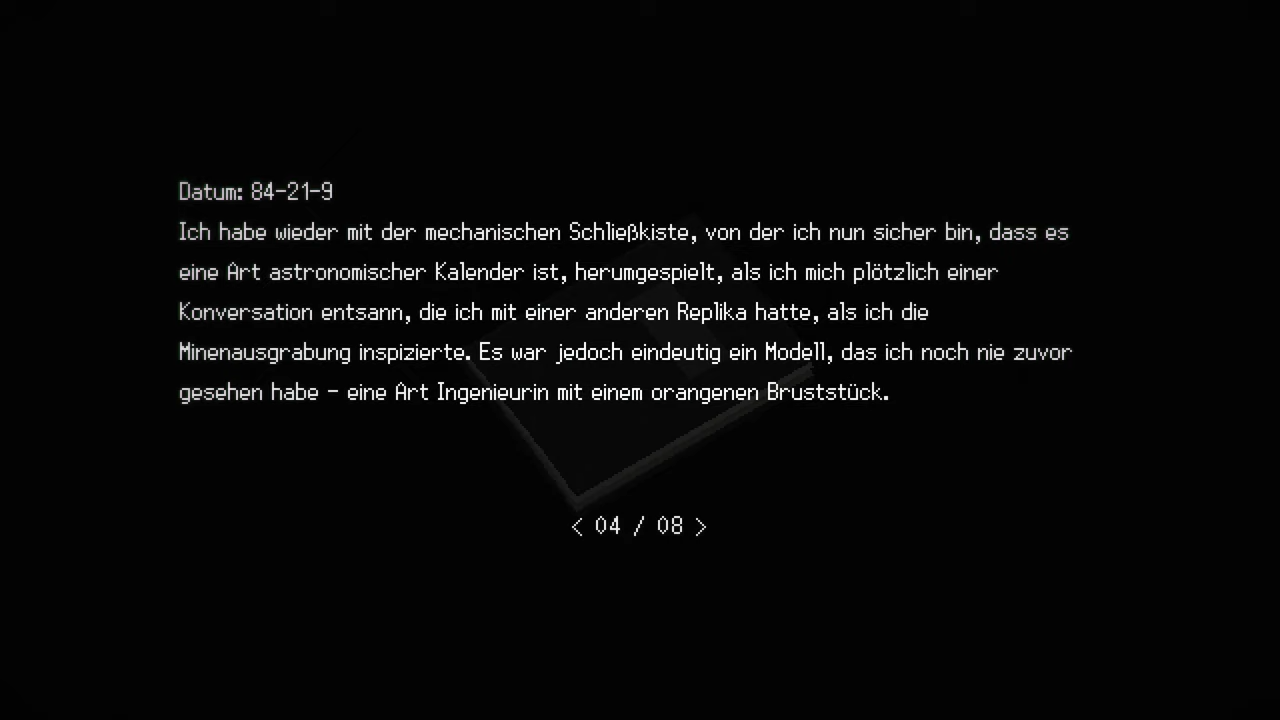 Datum: 84-21-9
Ich habe wieder mit der mechanischen Schließkiste, von der ich nun sicher bin, dass es
eine Art astronomischer Kalender ist, herumgespielt, als ich mich plötzlich einer
Konversation entsann, die ich mit einer anderen Replika hatte, als ich die
Minenausgrabung inspizierte. Es war jedoch eindeutig ein Modell, das ich noch nie zuvor
gesehen habe - eine Art Ingenieurin mit einem orangenen Bruststück.
< 04 / 08 >